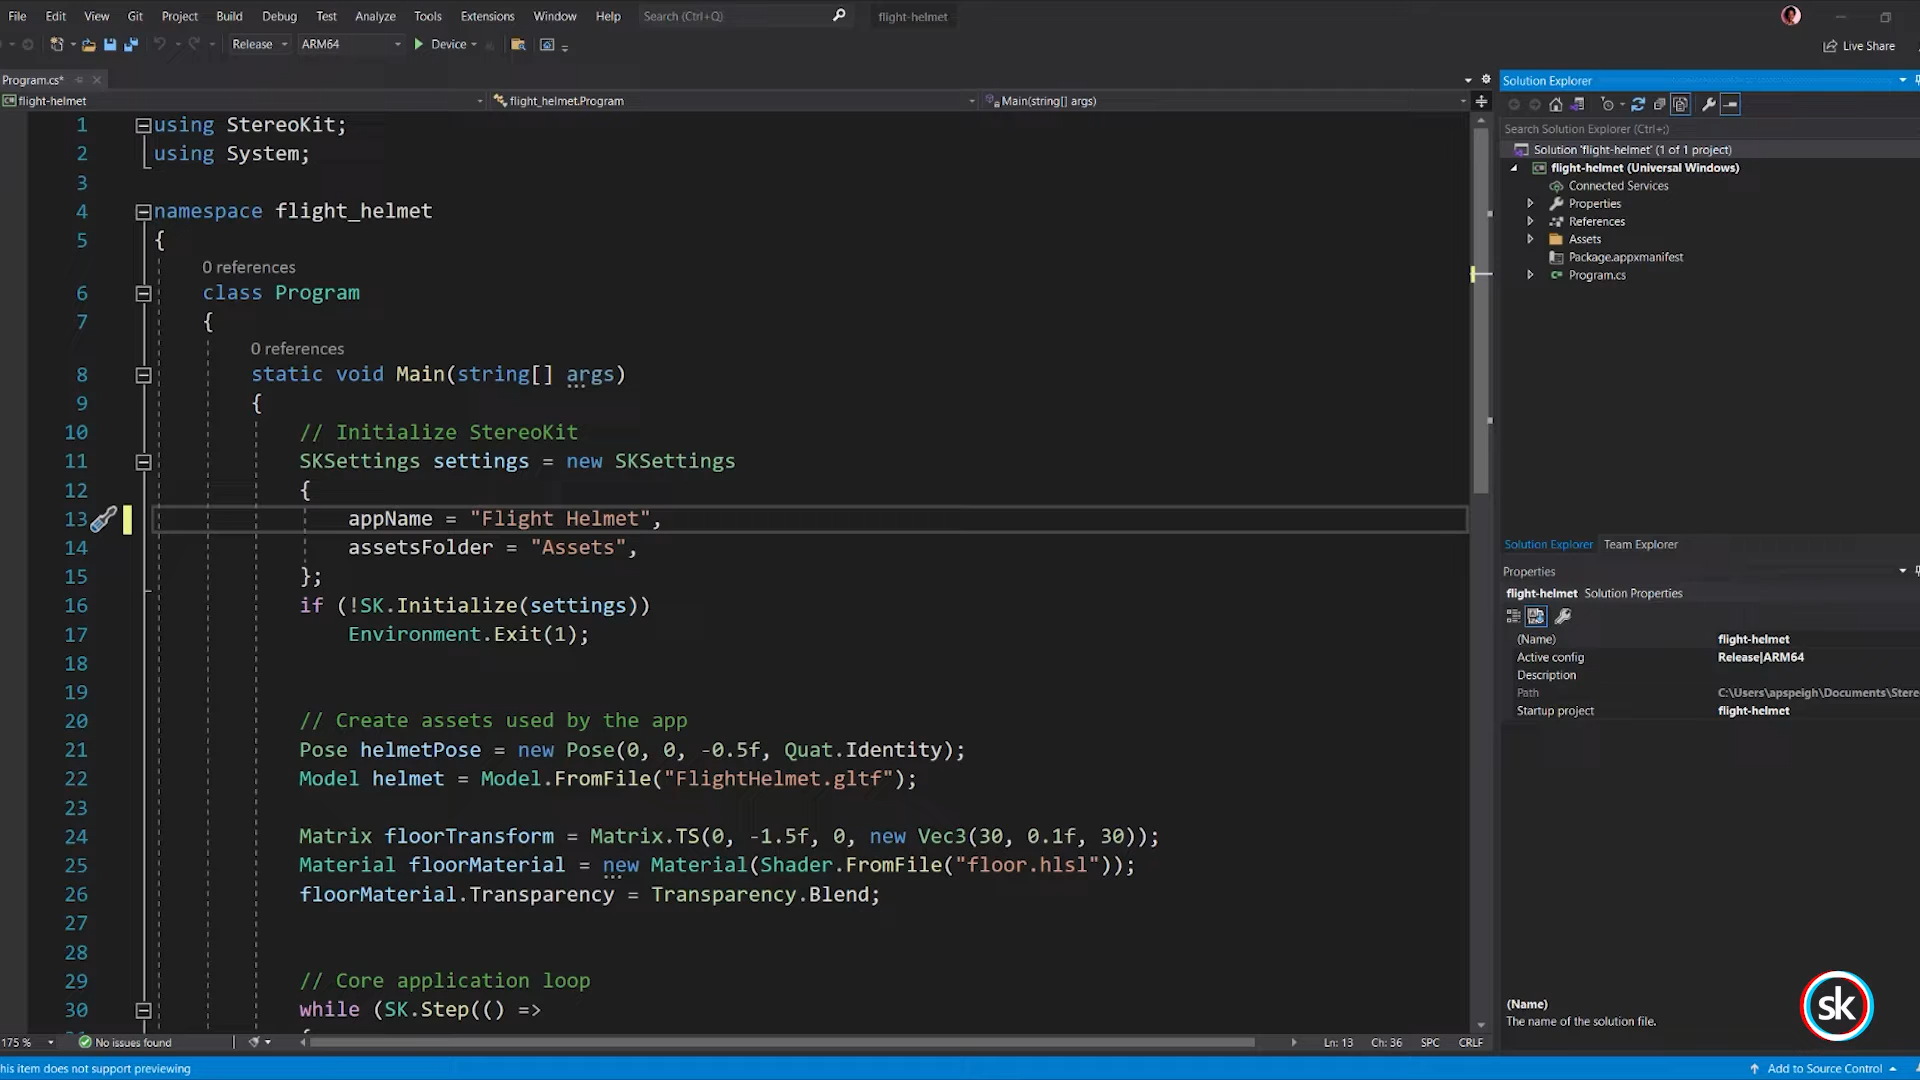 File Edit View Git Project Build Debug Test Analyze Tools Extensions Window Help Search (Ctrl+Q) flight-helmet
Release ARM64 Device Live Share
Program.cs*
flight-helmet flight_helmet.Program Main(string[] args)
1 using StereoKit;
2 using System;
3
4 namespace flight_helmet
5 {
0 references
6 class Program
7 {
0 references
8 static void Main(string[] args)
9 {
10 // Initialize StereoKit
11 SKSettings settings = new SKSettings
12 {
13 appName = "Flight Helmet",
14 assetsFolder = "Assets",
15 };
16 if (!SK.Initialize(settings))
17 Environment.Exit(1);
18
19
20 // Create assets used by the app
21 Pose helmetPose = new Pose(0, 0, -0.5f, Quat.Identity);
22 Model helmet = Model.FromFile("FlightHelmet.gltf");
23
24 Matrix floorTransform = Matrix.TS(0, -1.5f, 0, new Vec3(30, 0.1f, 30));
25 Material floorMaterial = new Material(Shader.FromFile("floor.hlsl"));
26 floorMaterial.Transparency = Transparency.Blend;
27
28
29 // Core application loop
30 while (SK.Step(() =>
175 % No issues found Ln: 13 Ch: 36 SPC CRLF
Solution Explorer
Search Solution Explorer (Ctrl+;)
Solution 'flight-helmet' (1 of 1 project)
flight-helmet (Universal Windows)
Connected Services
Properties
References
Assets
Package.appxmanifest
Program.cs
Solution Explorer Team Explorer
Properties
flight-helmet Solution Properties
(Name) flight-helmet
Active config Release|ARM64
Description
Path C:\Users\apspeigh\Documents\Stere
Startup project flight-helmet
(Name)
The name of the solution file.
sk
his item does not support previewing Add to Source Control